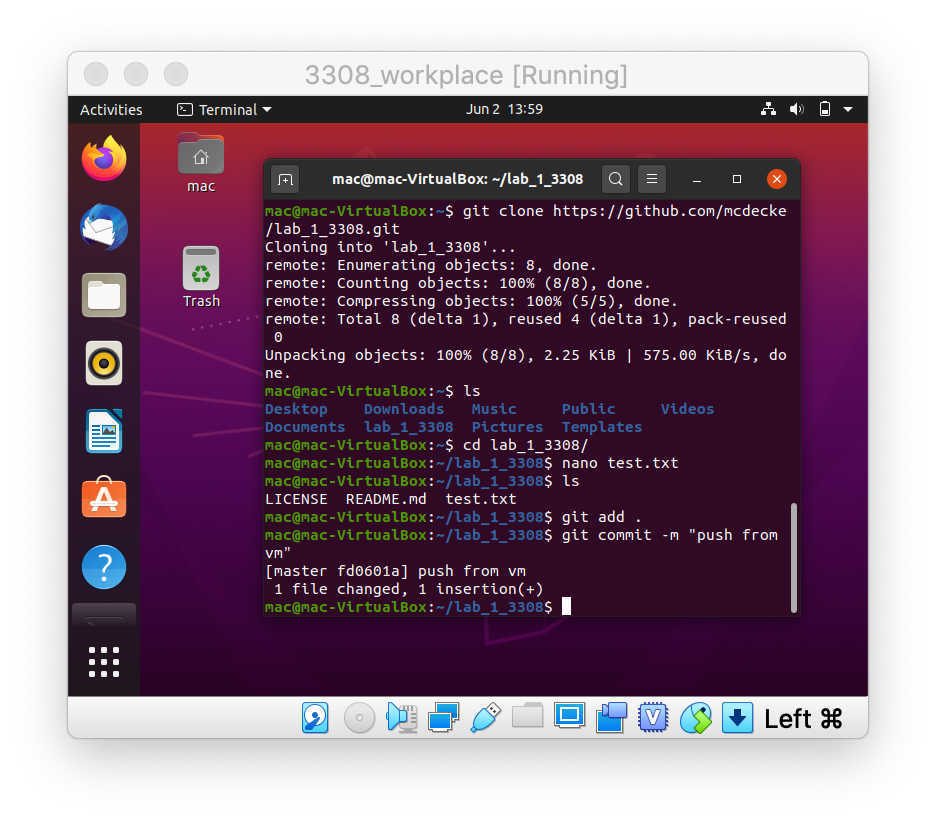 3308_workplace [Running]
Activities
Terminal
Jun 2 13:59
mac
Trash
mac@mac-VirtualBox: ~/lab_1_3308
mac@mac-VirtualBox:~$ git clone https://github.com/mcdecke
/lab_1_3308.git
Cloning into 'lab_1_3308'...
remote: Enumerating objects: 8, done.
remote: Counting objects: 100% (8/8), done.
remote: Compressing objects: 100% (5/5), done.
remote: Total 8 (delta 1), reused 4 (delta 1), pack-reused
 0
Unpacking objects: 100% (8/8), 2.25 KiB | 575.00 KiB/s, do
ne.
mac@mac-VirtualBox:~$ ls
Desktop    Downloads   Music     Public     Videos
Documents  lab_1_3308  Pictures  Templates
mac@mac-VirtualBox:~$ cd lab_1_3308/
mac@mac-VirtualBox:~/lab_1_3308$ nano test.txt
mac@mac-VirtualBox:~/lab_1_3308$ ls
LICENSE  README.md  test.txt
mac@mac-VirtualBox:~/lab_1_3308$ git add .
mac@mac-VirtualBox:~/lab_1_3308$ git commit -m "push from
vm"
[master fd0601a] push from vm
 1 file changed, 1 insertion(+)
mac@mac-VirtualBox:~/lab_1_3308$
Left ⌘